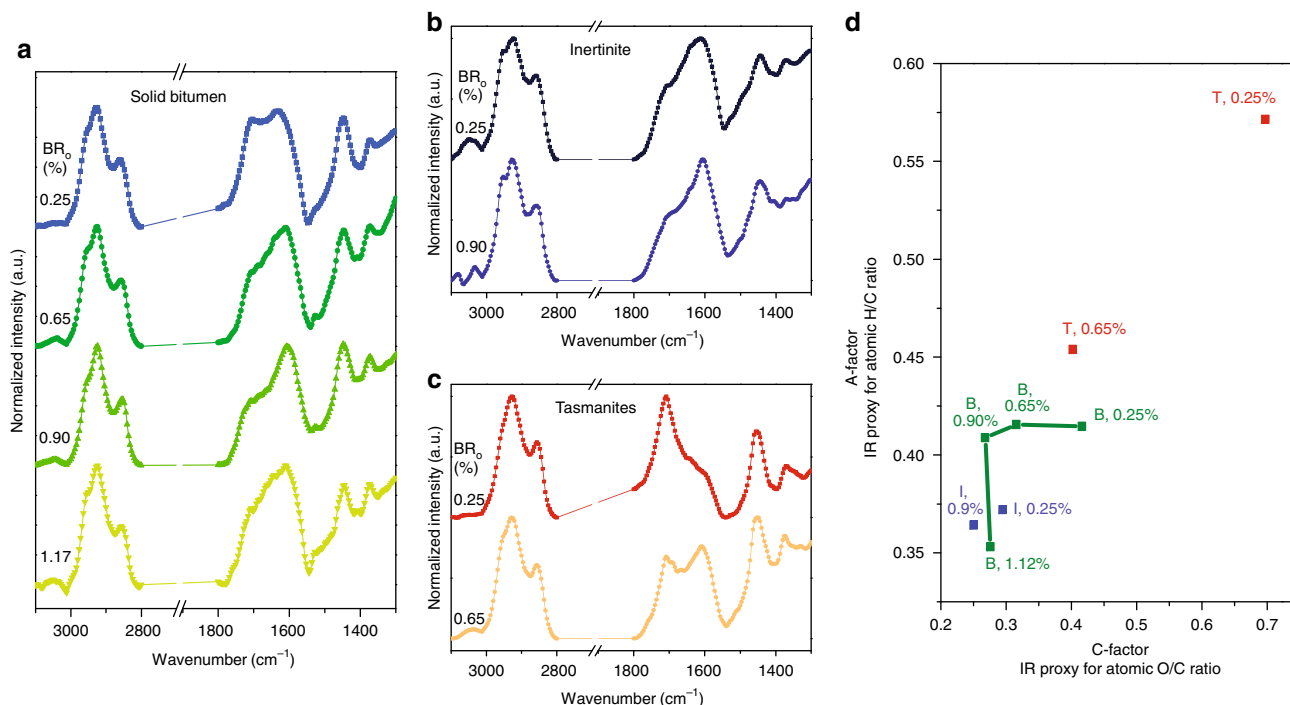 a
Solid bitumen
BRo
(%)
0.25
0.65
0.90
1.17
Normalized intensity (a.u.)
3000 2800 1800 1600 1400
Wavenumber (cm⁻¹)
b
Inertinite
BRo
(%)
0.25
0.90
Normalized intensity (a.u.)
3000 2800 1800 1600 1400
Wavenumber (cm⁻¹)
c
Tasmanites
BRo
(%)
0.25
0.65
Normalized intensity (a.u.)
3000 2800 1800 1600 1400
Wavenumber (cm⁻¹)
d
0.60
0.55
0.50
0.45
0.40
0.35
A-factor
IR proxy for atomic H/C ratio
T, 0.25%
T, 0.65%
B,
0.90%
B,
0.65%
B, 0.25%
I,
0.9%
I, 0.25%
B, 1.12%
0.2 0.3 0.4 0.5 0.6 0.7
C-factor
IR proxy for atomic O/C ratio